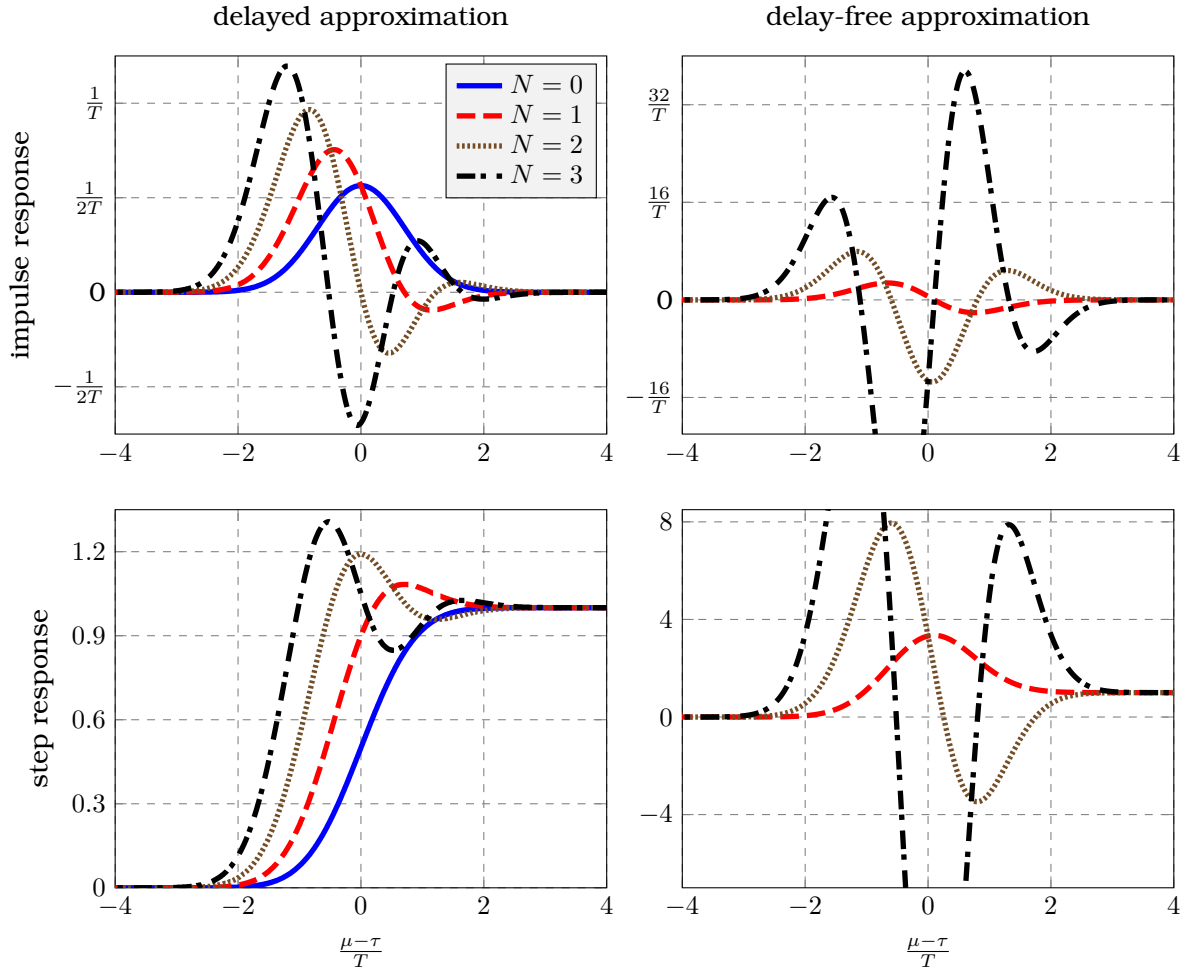 delayed approximation
delay-free approximation
impulse response
1/T
1/2T
0
−1/2T
−4 −2 0 2 4
N = 0
N = 1
N = 2
N = 3
32/T
16/T
0
−16/T
−4 −2 0 2 4
step response
1.2
0.9
0.6
0.3
0
−4 −2 0 2 4
μ−τ/T
8
4
0
−4
−4 −2 0 2 4
μ−τ/T